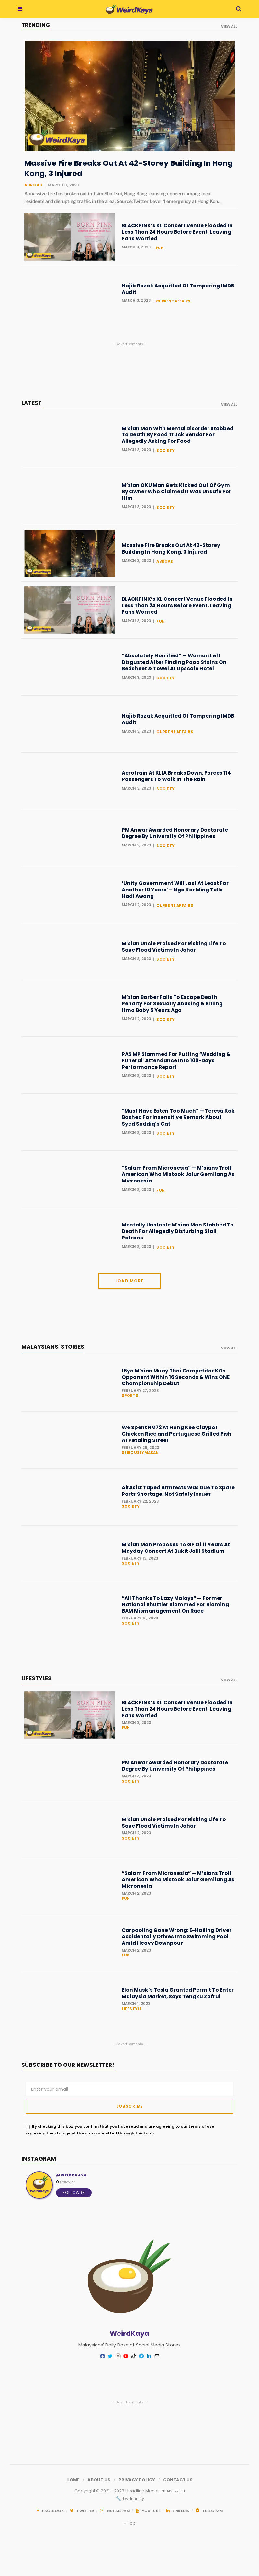 WeirdKaya
TRENDING
VIEW ALL
WeirdKaya
Massive Fire Breaks Out At 42-Storey Building In Hong
Kong, 3 Injured
ABROAD | MARCH 3, 2023
A massive fire has broken out in Tsim Sha Tsui, Hong Kong, causing concern among local
residents and disrupting traffic in the area. Source:Twitter Level 4 emergency at Hong Kon...
BORN PINK
BLACKPINK's KL Concert Venue Flooded In
Less Than 24 Hours Before Event, Leaving
Fans Worried
MARCH 3, 2023 | FUN
Najib Razak Acquitted Of Tampering 1MDB
Audit
MARCH 3, 2023 | CURRENT AFFAIRS
- Advertisements -
LATEST
VIEW ALL
M'sian Man With Mental Disorder Stabbed
To Death By Food Truck Vendor For
Allegedly Asking For Food
MARCH 3, 2023 | SOCIETY
M'sian OKU Man Gets Kicked Out Of Gym
By Owner Who Claimed It Was Unsafe For
Him
MARCH 3, 2023 | SOCIETY
Massive Fire Breaks Out At 42-Storey
Building In Hong Kong, 3 Injured
MARCH 3, 2023 | ABROAD
BORN PINK
BLACKPINK's KL Concert Venue Flooded In
Less Than 24 Hours Before Event, Leaving
Fans Worried
MARCH 3, 2023 | FUN
"Absolutely Horrified" — Woman Left
Disgusted After Finding Poop Stains On
Bedsheet & Towel At Upscale Hotel
MARCH 3, 2023 | SOCIETY
Najib Razak Acquitted Of Tampering 1MDB
Audit
MARCH 3, 2023 | CURRENT AFFAIRS
Aerotrain At KLIA Breaks Down, Forces 114
Passengers To Walk In The Rain
MARCH 3, 2023 | SOCIETY
PM Anwar Awarded Honorary Doctorate
Degree By University Of Philippines
MARCH 3, 2023 | SOCIETY
'Unity Government Will Last At Least For
Another 10 Years' – Nga Kor Ming Tells
Hadi Awang
MARCH 2, 2023 | CURRENT AFFAIRS
M'sian Uncle Praised For Risking Life To
Save Flood Victims In Johor
MARCH 2, 2023 | SOCIETY
M'sian Barber Fails To Escape Death
Penalty For Sexually Abusing & Killing
11mo Baby 5 Years Ago
MARCH 2, 2023 | SOCIETY
PAS MP Slammed For Putting 'Wedding &
Funeral' Attendance Into 100-Days
Performance Report
MARCH 2, 2023 | SOCIETY
"Must Have Eaten Too Much" — Teresa Kok
Bashed For Insensitive Remark About
Syed Saddiq's Cat
MARCH 2, 2023 | SOCIETY
"Salam From Micronesia" — M'sians Troll
American Who Mistook Jalur Gemilang As
Micronesia
MARCH 2, 2023 | FUN
Mentally Unstable M'sian Man Stabbed To
Death For Allegedly Disturbing Stall
Patrons
MARCH 2, 2023 | SOCIETY
LOAD MORE
MALAYSIANS' STORIES
VIEW ALL
16yo M'sian Muay Thai Competitor KOs
Opponent Within 16 Seconds & Wins ONE
Championship Debut
FEBRUARY 27, 2023
SPORTS
We Spent RM72 At Hong Kee Claypot
Chicken Rice and Portuguese Grilled Fish
At Petaling Street
FEBRUARY 26, 2023
SERIOUSLYMAKAN
AirAsia: Taped Armrests Was Due To Spare
Parts Shortage, Not Safety Issues
FEBRUARY 22, 2023
SOCIETY
M'sian Man Proposes To GF Of 11 Years At
Mayday Concert At Bukit Jalil Stadium
FEBRUARY 13, 2023
SOCIETY
"All Thanks To Lazy Malays" — Former
National Shuttler Slammed For Blaming
BAM Mismanagement On Race
FEBRUARY 13, 2023
SOCIETY
LIFESTYLES
VIEW ALL
BORN PINK
BLACKPINK's KL Concert Venue Flooded In
Less Than 24 Hours Before Event, Leaving
Fans Worried
MARCH 3, 2023
FUN
PM Anwar Awarded Honorary Doctorate
Degree By University Of Philippines
MARCH 3, 2023
SOCIETY
M'sian Uncle Praised For Risking Life To
Save Flood Victims In Johor
MARCH 2, 2023
SOCIETY
"Salam From Micronesia" — M'sians Troll
American Who Mistook Jalur Gemilang As
Micronesia
MARCH 2, 2023
FUN
Carpooling Gone Wrong: E-Hailing Driver
Accidentally Drives Into Swimming Pool
Amid Heavy Downpour
MARCH 2, 2023
FUN
Elon Musk's Tesla Granted Permit To Enter
Malaysia Market, Says Tengku Zafrul
MARCH 1, 2023
LIFESTYLE
- Advertisements -
SUBSCRIBE TO OUR NEWSLETTER!
Enter your email
SUBSCRIBE
By checking this box, you confirm that you have read and are agreeing to our terms of use
regarding the storage of the data submitted through this form.
INSTAGRAM
@WEIRDKAYA
0 Followers
FOLLOW
WeirdKaya
Malaysians' Daily Dose of Social Media Stories
- Advertisements -
HOME / ABOUT US / PRIVACY POLICY / CONTACT US
by Infinitly
FACEBOOK TWITTER INSTAGRAM YOUTUBE LINKEDIN TELEGRAM
Top